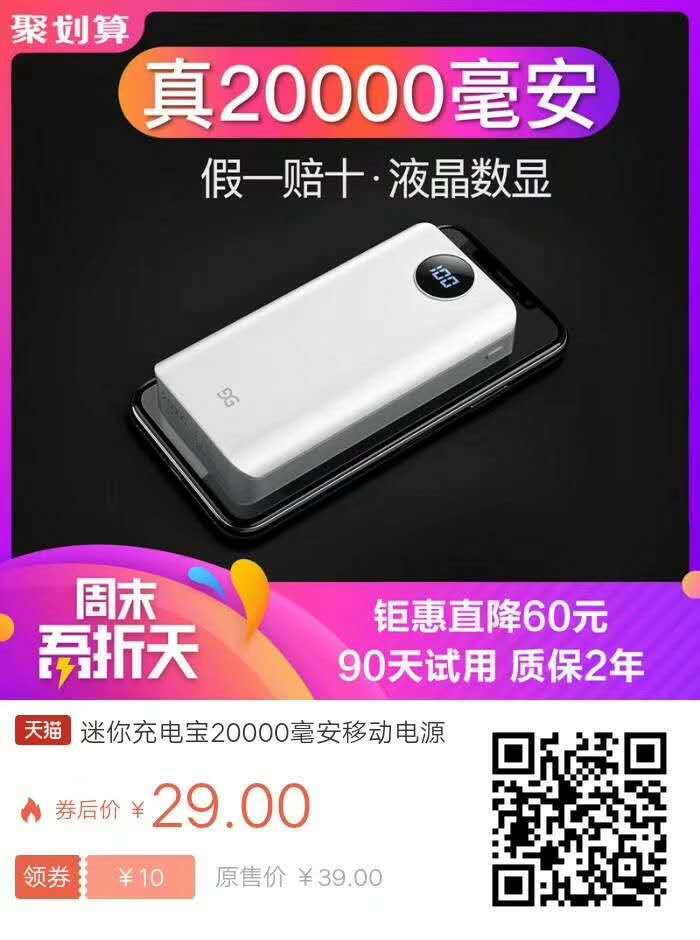 聚划算
真20000毫安
假一赔十·液晶数显
100
周末
吾折天
钜惠直降60元
90天试用 质保2年
天猫 迷你充电宝20000毫安移动电源
券后价 ¥29.00
领券 ¥10 原售价 ¥39.00